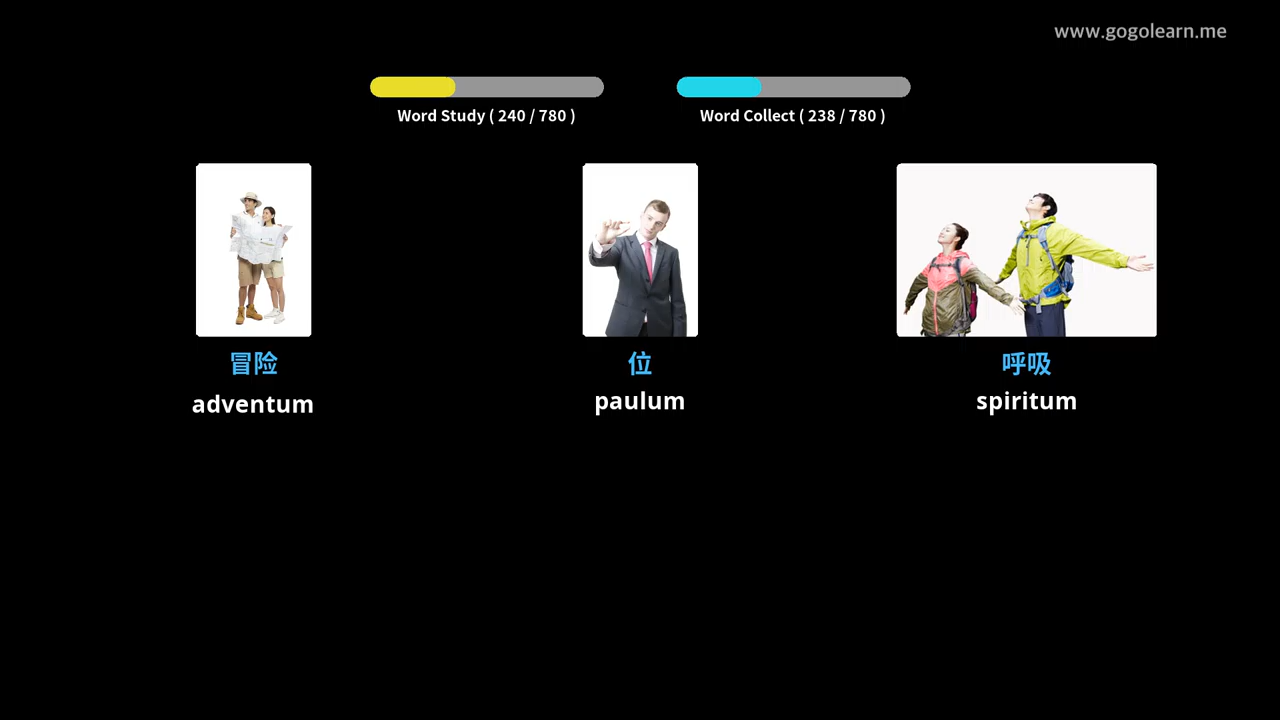 www.gogolearn.me
Word Study ( 240 / 780 )
Word Collect ( 238 / 780 )
冒险
adventum
位
paulum
呼吸
spiritum